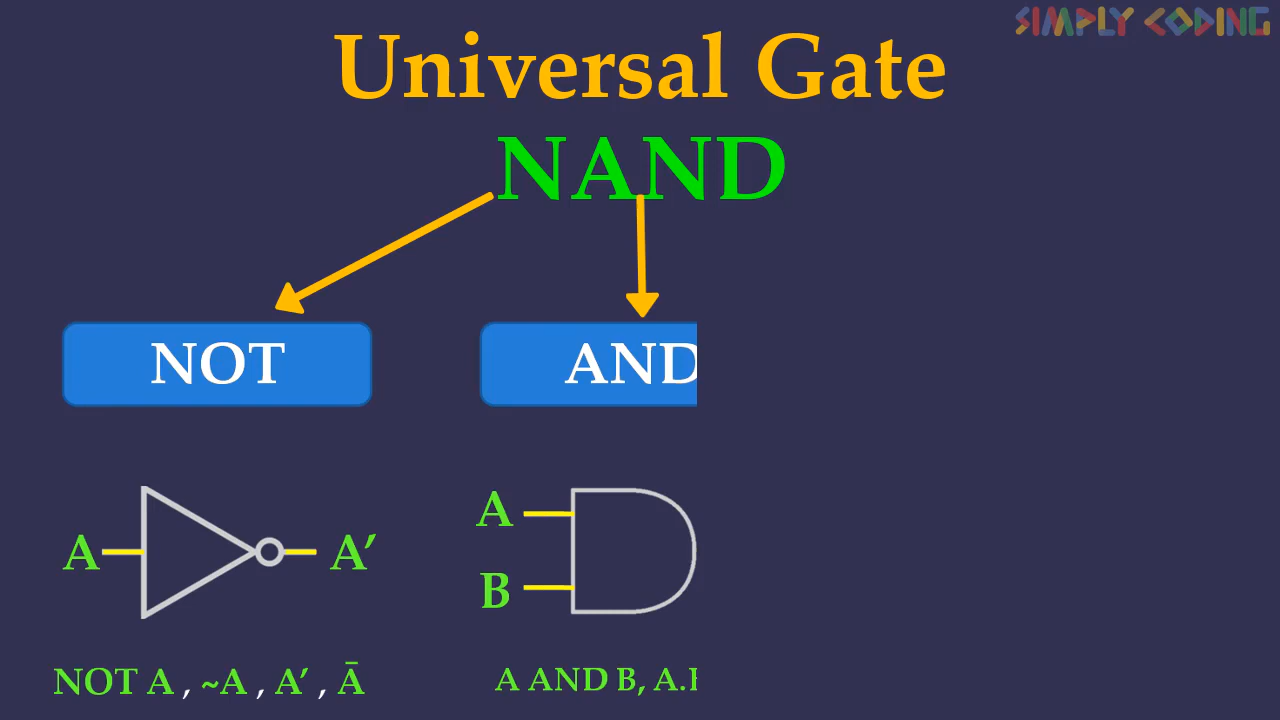 SIMPLY CODING
Universal Gate
NAND
NOT
AND
A
A′
A
B
NOT A , ~A , A′ , Ā
A AND B, A.